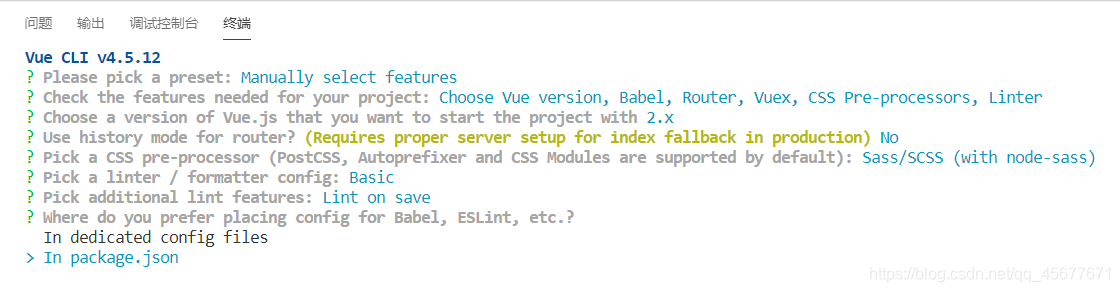 问题 输出 调试控制台 终端
Vue CLI v4.5.12
? Please pick a preset: Manually select features
? Check the features needed for your project: Choose Vue version, Babel, Router, Vuex, CSS Pre-processors, Linter
? Choose a version of Vue.js that you want to start the project with 2.x
? Use history mode for router? (Requires proper server setup for index fallback in production) No
? Pick a CSS pre-processor (PostCSS, Autoprefixer and CSS Modules are supported by default): Sass/SCSS (with node-sass)
? Pick a linter / formatter config: Basic
? Pick additional lint features: Lint on save
? Where do you prefer placing config for Babel, ESLint, etc.?
In dedicated config files
> In package.json
https://blog.csdn.net/qq_45677671